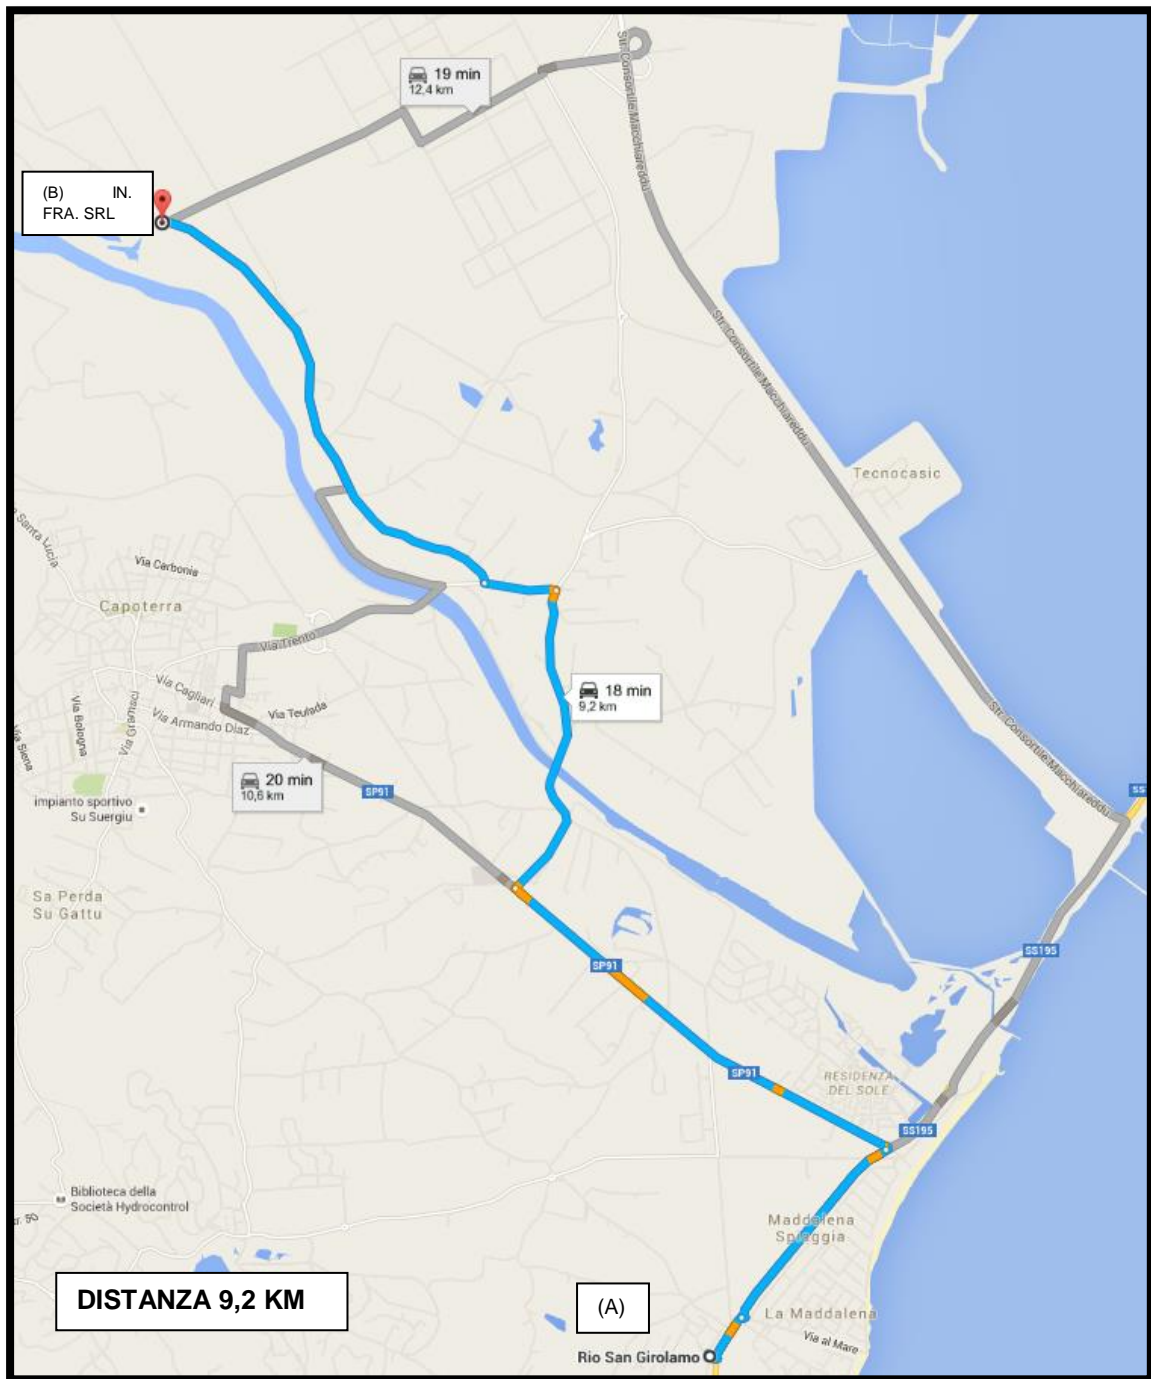 Str. Consortile Macchiareddu
19 min
12,4 km
(B) IN.
FRA. SRL
Str. Consortile Macchiareddu
Tecnocasic
Santa Lucia
Via Carbonia
Capoterra
Via Trento
Via Cagliari
Via Teulada
Via Armando Diaz
Via Gramsci
Via Bologna
Via Siena
18 min
9,2 km
Str. Consortile Macchiareddu
20 min
10,6 km
SP91
SS
impianto sportivo
Su Suergiu
Sa Perda
Su Gattu
SS195
SP91
SP91
RESIDENZA
DEL SOLE
SS195
Biblioteca della
Società Hydrocontrol
Maddalena
Spiaggia
DISTANZA 9,2 KM
(A)
La Maddalena
Via al Mare
Rio San Girolamo